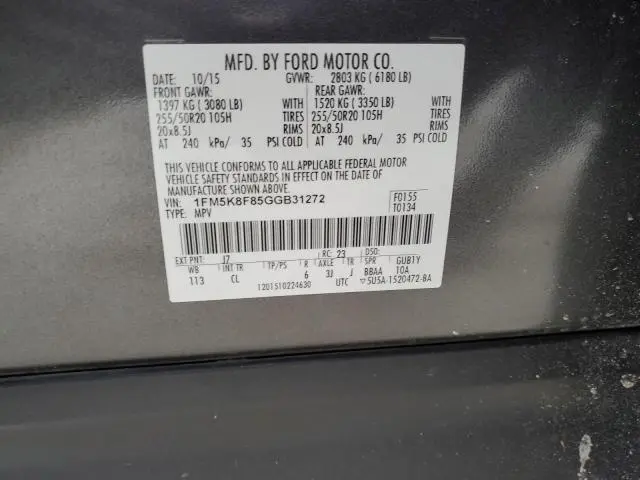 MFD. BY FORD MOTOR CO.
DATE: 10/15 GVWR: 2803 KG ( 6180 LB)
FRONT GAWR: REAR GAWR:
1397 KG ( 3080 LB) WITH 1520 KG ( 3350 LB) WITH
255/50R20 105H TIRES 255/50R20 105H TIRES
20x8.5J RIMS 20x8.5J RIMS
AT 240 kPa/ 35 PSI COLD AT 240 kPa/ 35 PSI COLD
THIS VEHICLE CONFORMS TO ALL APPLICABLE FEDERAL MOTOR
VEHICLE SAFETY STANDARDS IN EFFECT ON THE DATE OF
MANUFACTURE SHOWN ABOVE.
VIN: 1FM5K8F85GGB31272 F0155
TYPE: MPV T0134
EXT PNT: J7 RC: 23 DSO:
WB INT TR TP/PS R AXLE TR SPR GUB1Y
113 CL 6 3J J BBAA 10A
1201510224630 UTC ▽5U5A-1520472-BA